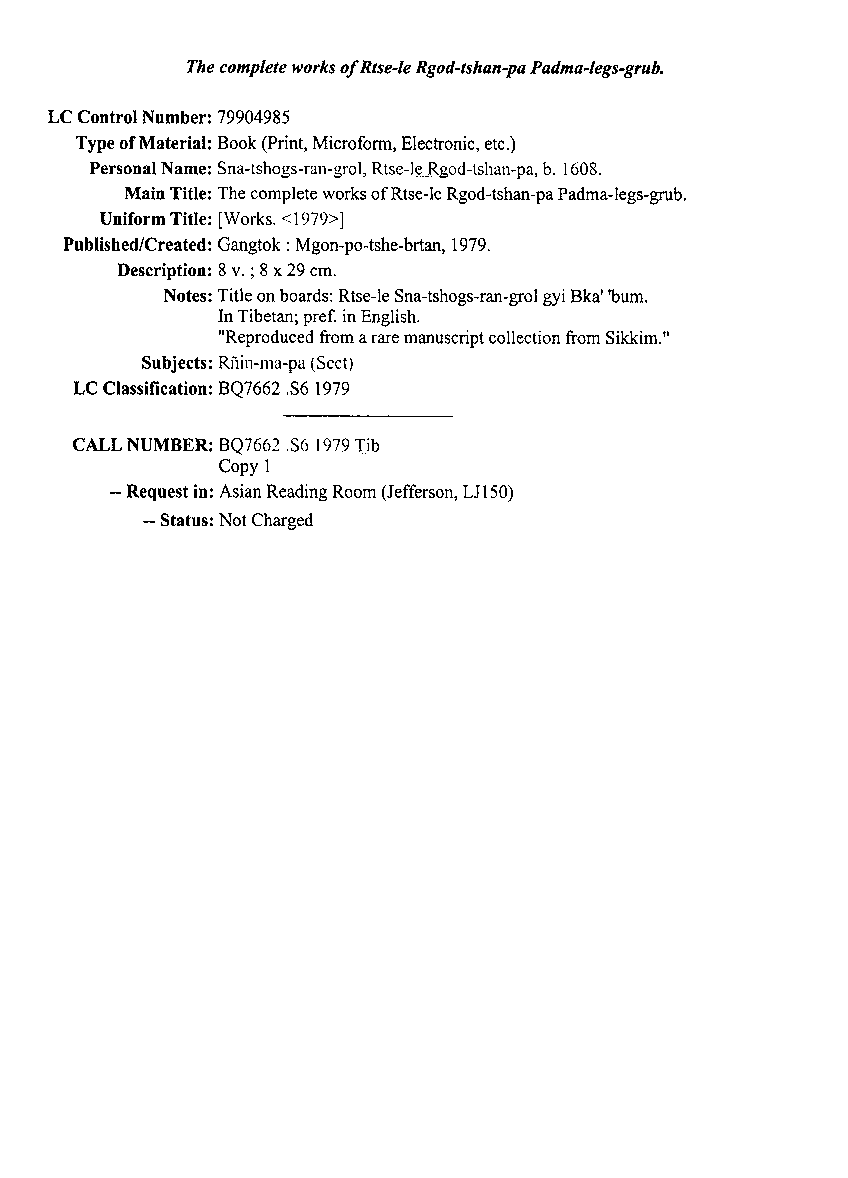 The complete works of Rtse-le Rgod-tshan-pa Padma-legs-grub.
LC Control Number: 79904985
Type of Material: Book (Print, Microform, Electronic, etc.)
Personal Name: Sna-tshogs-ran-grol, Rtse-le Rgod-tshan-pa, b. 1608.
Main Title: The complete works of Rtse-le Rgod-tshan-pa Padma-legs-grub.
Uniform Title: [Works. <1979>]
Published/Created: Gangtok : Mgon-po-tshe-brtan, 1979.
Description: 8 v. ; 8 x 29 cm.
Notes: Title on boards: Rtse-le Sna-tshogs-ran-grol gyi Bka' 'bum.
In Tibetan; pref. in English.
"Reproduced from a rare manuscript collection from Sikkim."
Subjects: Rñin-ma-pa (Sect)
LC Classification: BQ7662 .S6 1979
CALL NUMBER: BQ7662 .S6 1979 Tib
Copy 1
-- Request in: Asian Reading Room (Jefferson, LJ150)
-- Status: Not Charged